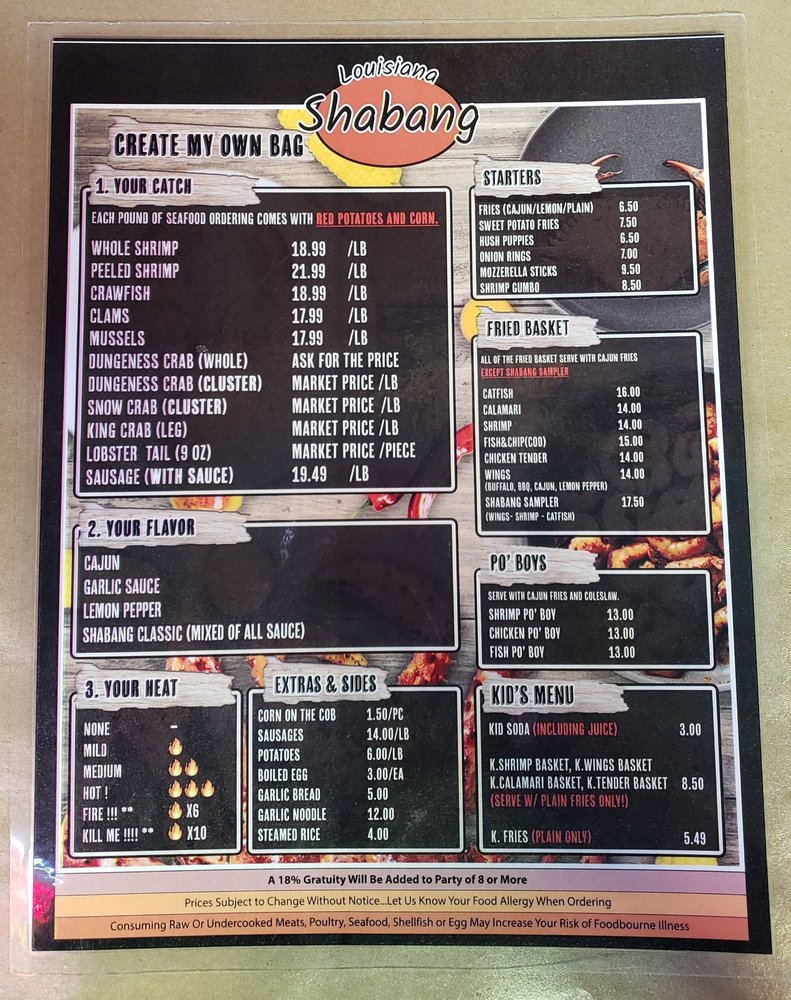 Louisiana
Shabang
CREATE MY OWN BAG
1. YOUR CATCH
EACH POUND OF SEAFOOD ORDERING COMES WITH RED POTATOES AND CORN.
WHOLE SHRIMP 18.99 /LB
PEELED SHRIMP 21.99 /LB
CRAWFISH 18.99 /LB
CLAMS 17.99 /LB
MUSSELS 17.99 /LB
DUNGENESS CRAB (WHOLE) ASK FOR THE PRICE
DUNGENESS CRAB (CLUSTER) MARKET PRICE /LB
SNOW CRAB (CLUSTER) MARKET PRICE /LB
KING CRAB (LEG) MARKET PRICE /LB
LOBSTER TAIL (9 OZ) MARKET PRICE /PIECE
SAUSAGE (WITH SAUCE) 19.49 /LB
2. YOUR FLAVOR
CAJUN
GARLIC SAUCE
LEMON PEPPER
SHABANG CLASSIC (MIXED OF ALL SAUCE)
3. YOUR HEAT
NONE -
MILD 🔥
MEDIUM 🔥🔥
HOT ! 🔥🔥🔥
FIRE !!! ** 🔥 X6
KILL ME !!!! ** 🔥 X10
EXTRAS & SIDES
CORN ON THE COB 1.50/PC
SAUSAGES 14.00/LB
POTATOES 6.00/LB
BOILED EGG 3.00/EA
GARLIC BREAD 5.00
GARLIC NOODLE 12.00
STEAMED RICE 4.00
STARTERS
FRIES (CAJUN/LEMON/PLAIN) 6.50
SWEET POTATO FRIES 7.50
HUSH PUPPIES 6.50
ONION RINGS 7.00
MOZZERELLA STICKS 9.50
SHRIMP GUMBO 8.50
FRIED BASKET
ALL OF THE FRIED BASKET SERVE WITH CAJUN FRIES
EXCEPT SHABANG SAMPLER
CATFISH 16.00
CALAMARI 14.00
SHRIMP 14.00
FISH&CHIP(COD) 15.00
CHICKEN TENDER 14.00
WINGS 14.00
(BUFFALO, BBQ, CAJUN, LEMON PEPPER)
SHABANG SAMPLER 17.50
(WINGS- SHRIMP - CATFISH)
PO' BOYS
SERVE WITH CAJUN FRIES AND COLESLAW.
SHRIMP PO' BOY 13.00
CHICKEN PO' BOY 13.00
FISH PO' BOY 13.00
KID'S MENU
KID SODA (INCLUDING JUICE) 3.00
K.SHRIMP BASKET, K.WINGS BASKET
K.CALAMARI BASKET, K.TENDER BASKET 8.50
(SERVE W/ PLAIN FRIES ONLY!)
K. FRIES (PLAIN ONLY) 5.49
A 18% Gratuity Will Be Added to Party of 8 or More
Prices Subject to Change Without Notice...Let Us Know Your Food Allergy When Ordering
Consuming Raw Or Undercooked Meats, Poultry, Seafood, Shellfish or Egg May Increase Your Risk of Foodbourne Illness